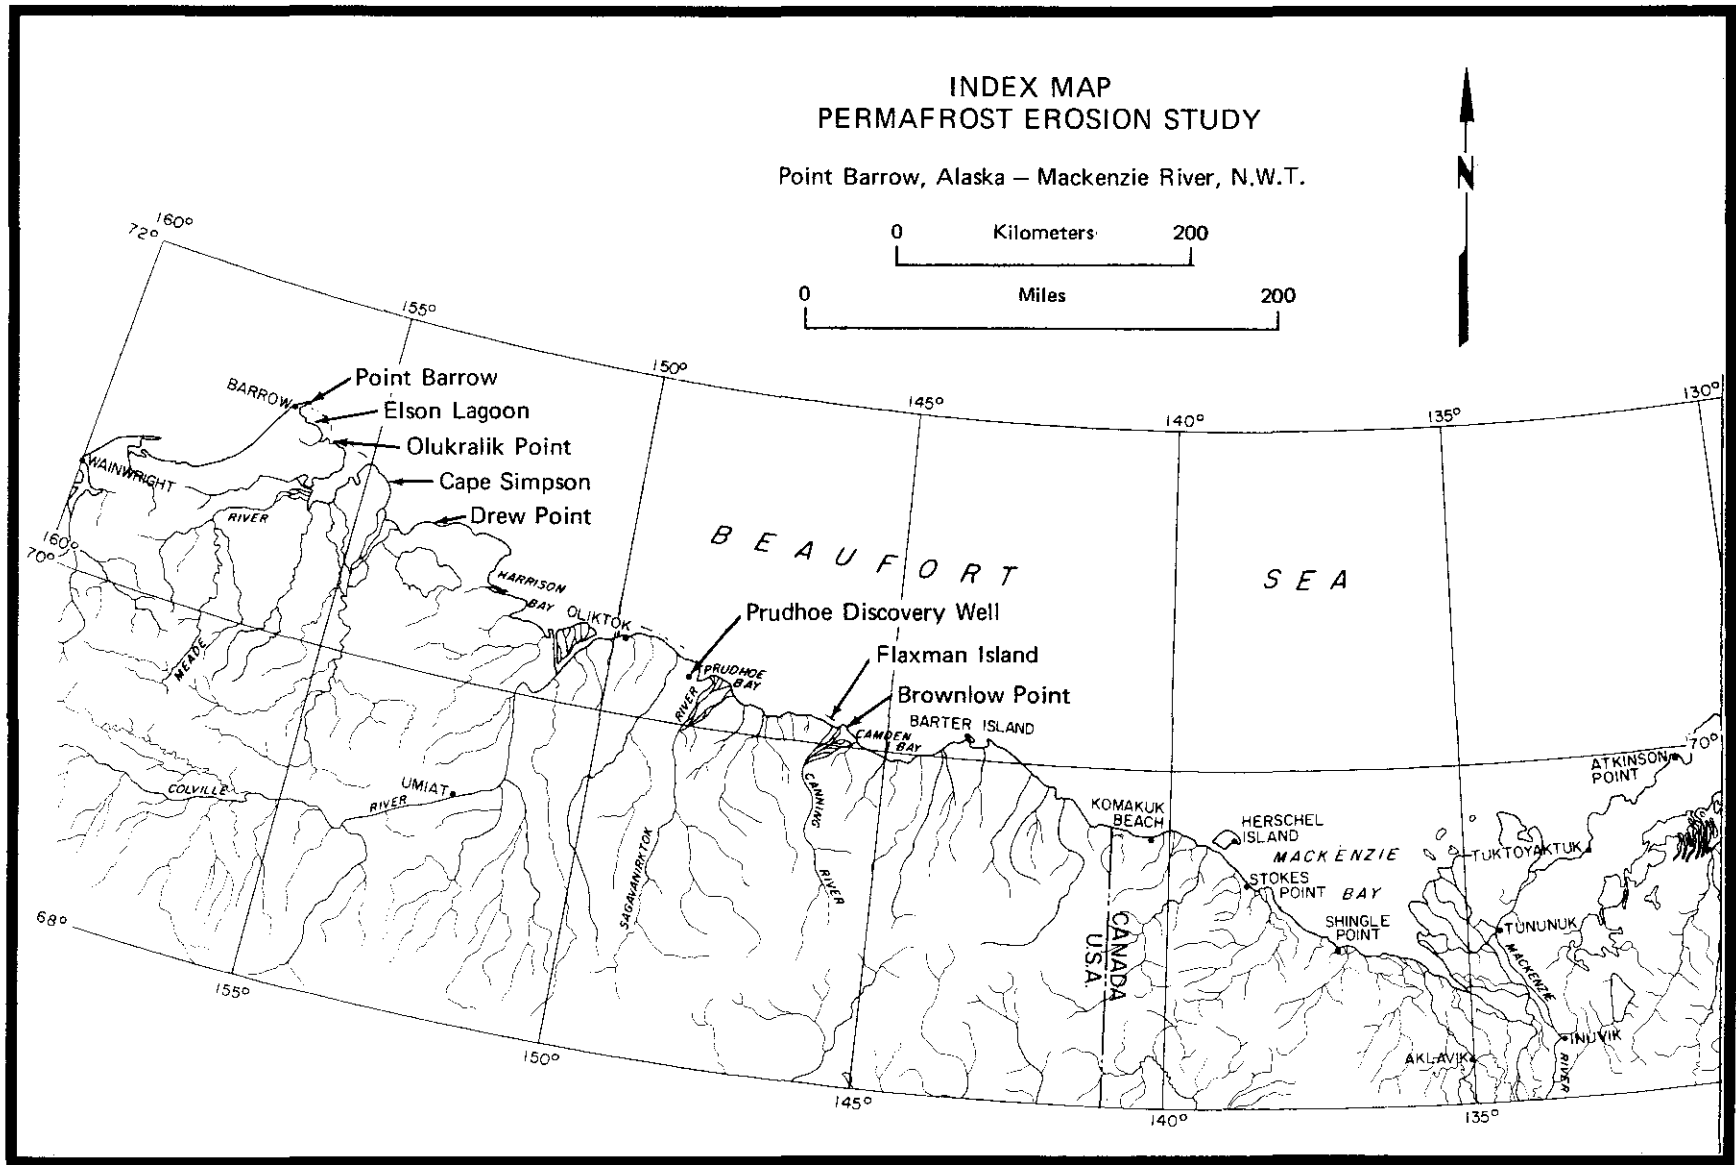 INDEX MAP
PERMAFROST EROSION STUDY
Point Barrow, Alaska – Mackenzie River, N.W.T.
0 Kilometers 200
0 Miles 200
N
160°
72°
155°
150°
145°
140°
135°
130°
Point Barrow
BARROW
Elson Lagoon
Olukralik Point
WAINWRIGHT
Cape Simpson
Drew Point
RIVER
MEADE
160°
70°
BEAUFORT
SEA
HARRISON
BAY
OLIKTOK
Prudhoe Discovery Well
PRUDHOE
BAY
RIVER
Flaxman Island
Brownlow Point
BARTER ISLAND
CAMDEN
BAY
70°
ATKINSON
POINT
COLVILLE
RIVER
UMIAT
SAGAVANIRKTOK
CANNING
RIVER
KOMAKUK
BEACH
HERSCHEL
ISLAND
MACKENZIE
BAY
STOKES
POINT
SHINGLE
POINT
TUKTOYAKTUK
TUNUNUK
MACKENZIE
RIVER
INUVIK
AKLAVIK
CANADA
U.S.A.
68°
155°
150°
145°
140°
135°